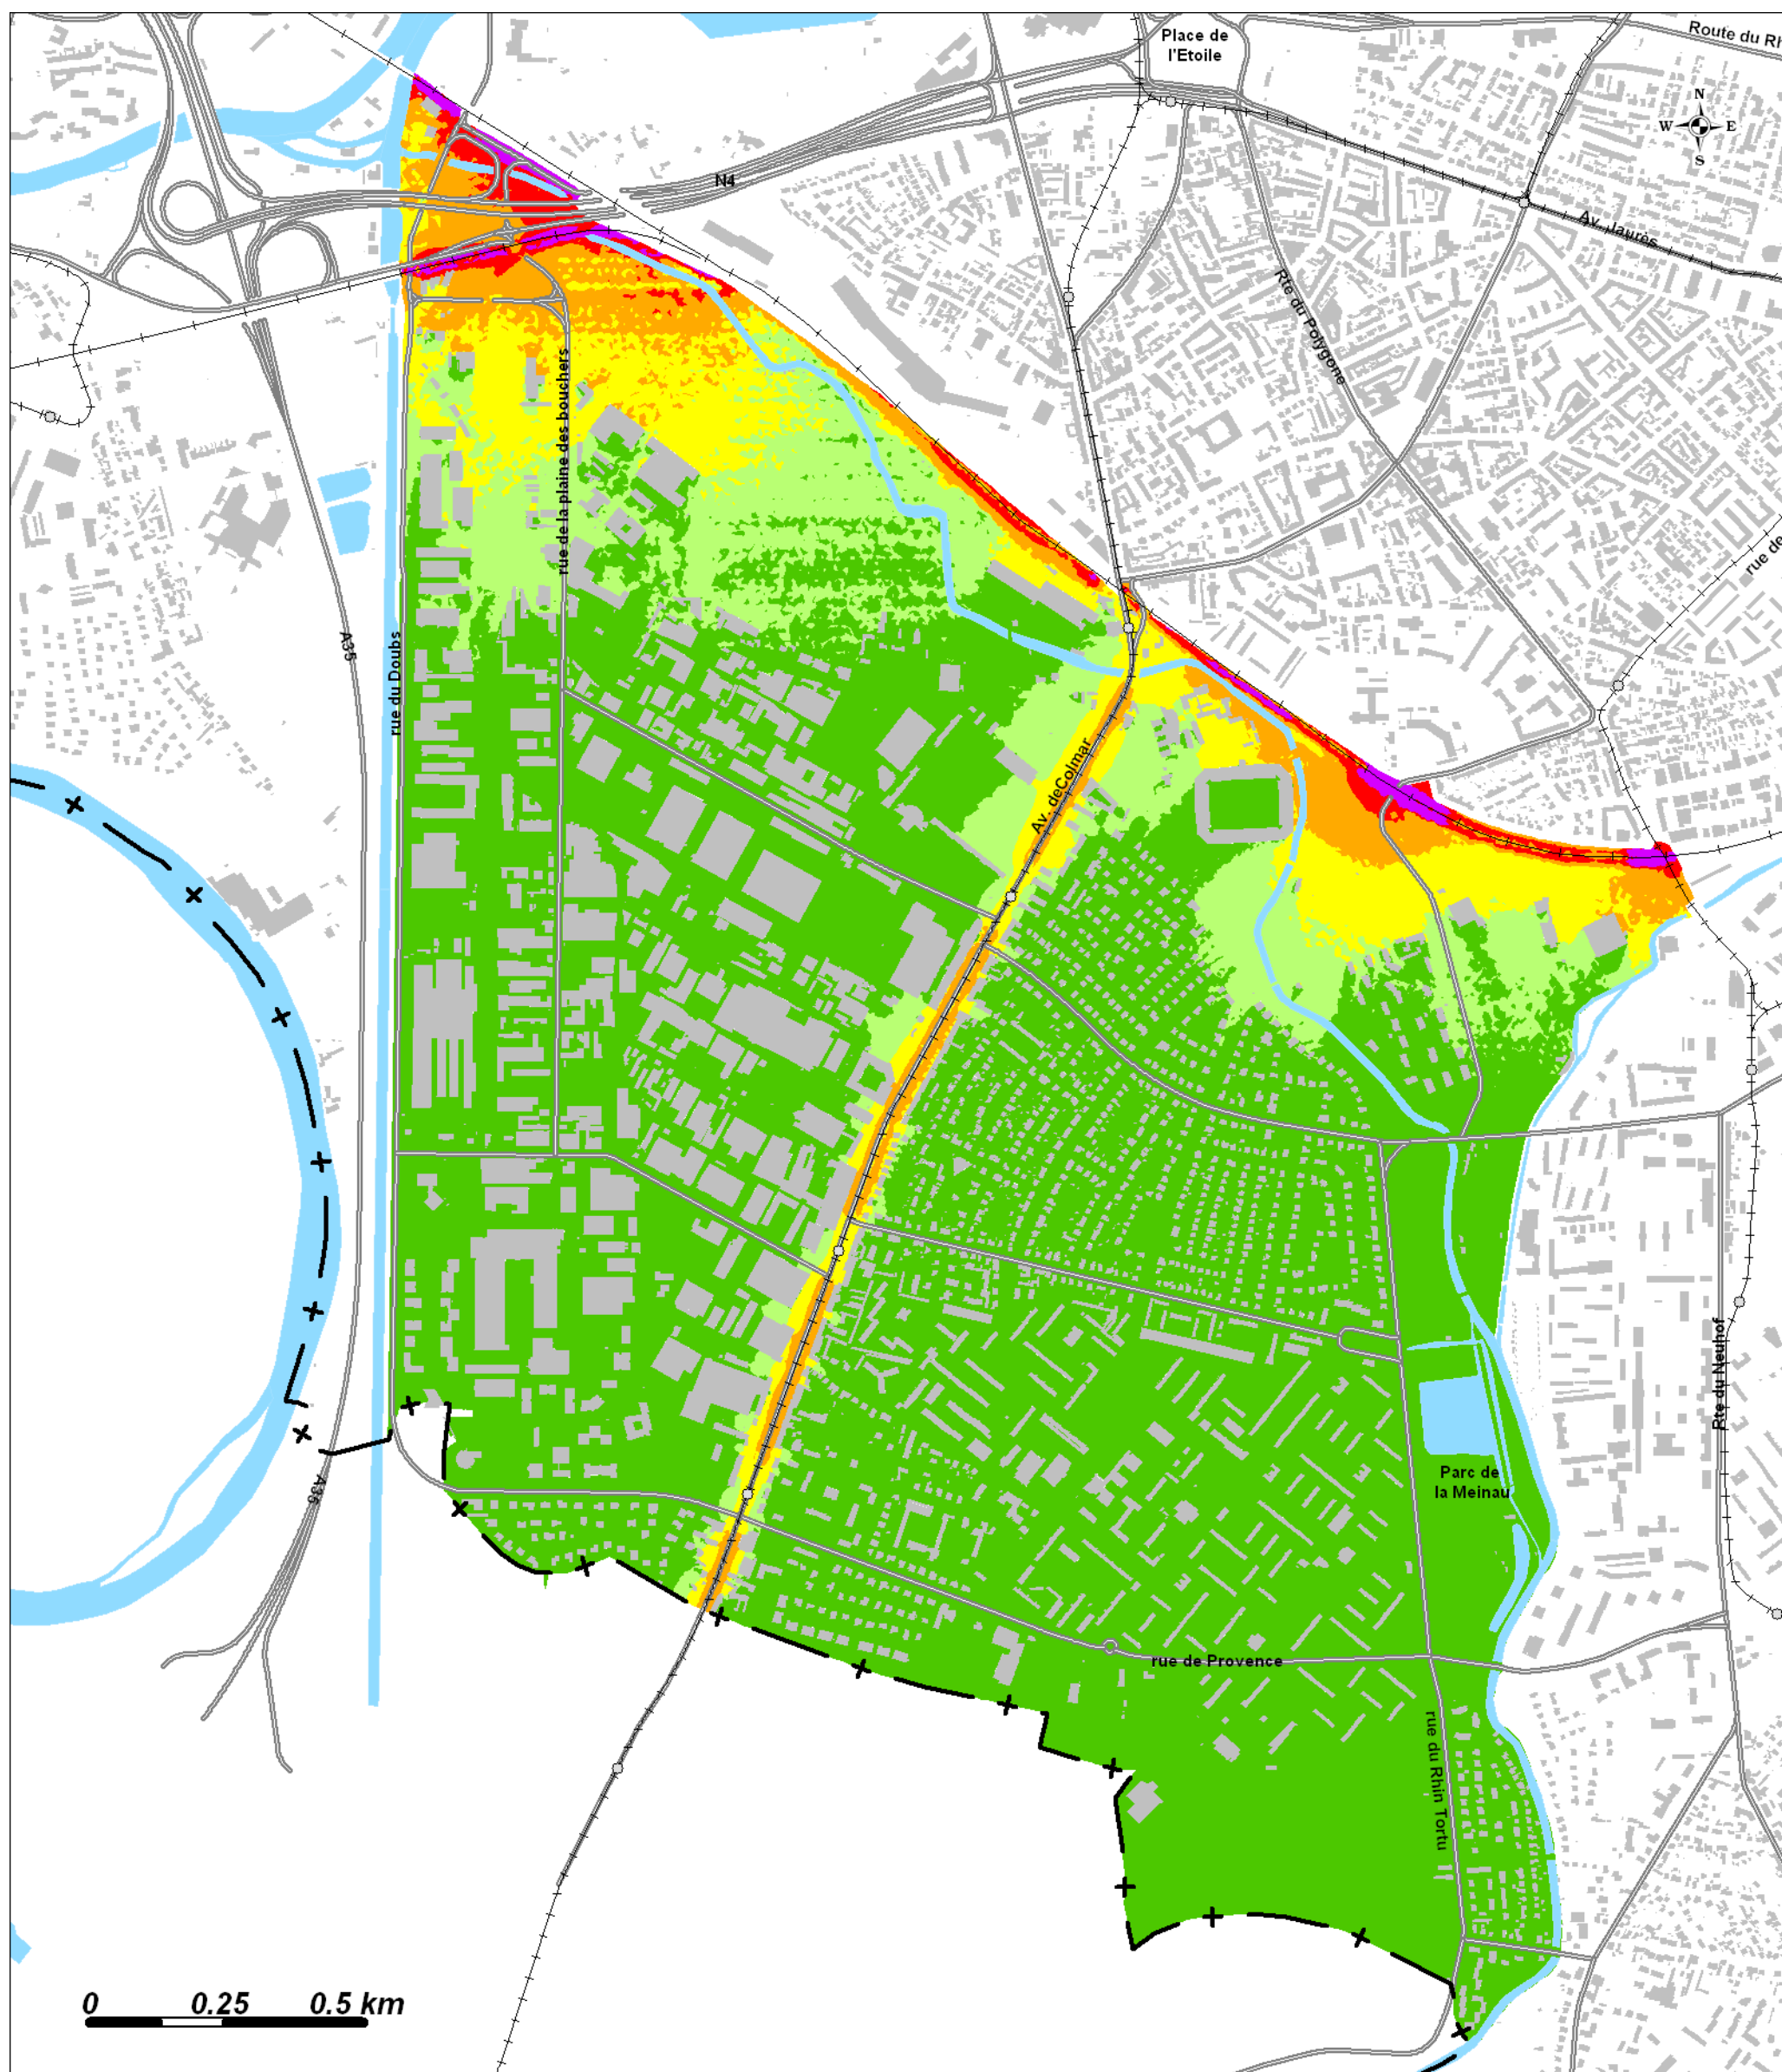 Place de
l'Etoile
Route du Rh
N
W E
S
N4
Av. Jaurès
Rte du Polygone
rue de la plaine des bouchers
rue de
A35
rue du Doubs
Av. deColmar
Rte du Neuhof
A35
Parc de
la Meinau
rue de Provence
rue du Rhin Tortu
0 0.25 0.5 km